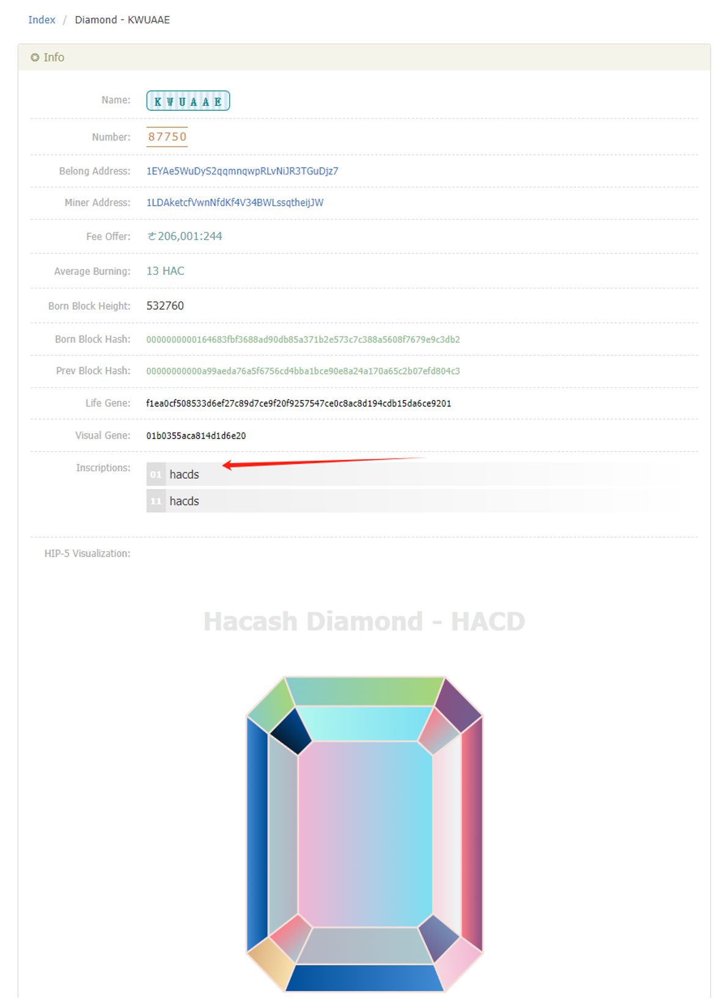 Index / Diamond - KWUAAE
Info
Name: KWUAAE
Number: 87750
Belong Address: 1EYAe5WuDyS2qqmnqwpRLvNiJR3TGuDjz7
Miner Address: 1LDAketcfVwnNfdKf4V34BWLssqtheijJW
Fee Offer: ㄜ206,001:244
Average Burning: 13 HAC
Born Block Height: 532760
Born Block Hash: 0000000000164683fbf3688ad90db85a371b2e573c7c388a5608f7679e9c3db2
Prev Block Hash: 00000000000a99aeda76a5f6756cd4bba1bce90e8a24a170a65c2b07efd804c3
Life Gene: f1ea0cf508533d6ef27c89d7ce9f20f9257547ce0c8ac8d194cdb15da6ce9201
Visual Gene: 01b0355aca814d1d6e20
Inscriptions:
01 hacds
11 hacds
HIP-5 Visualization:
Hacash Diamond - HACD